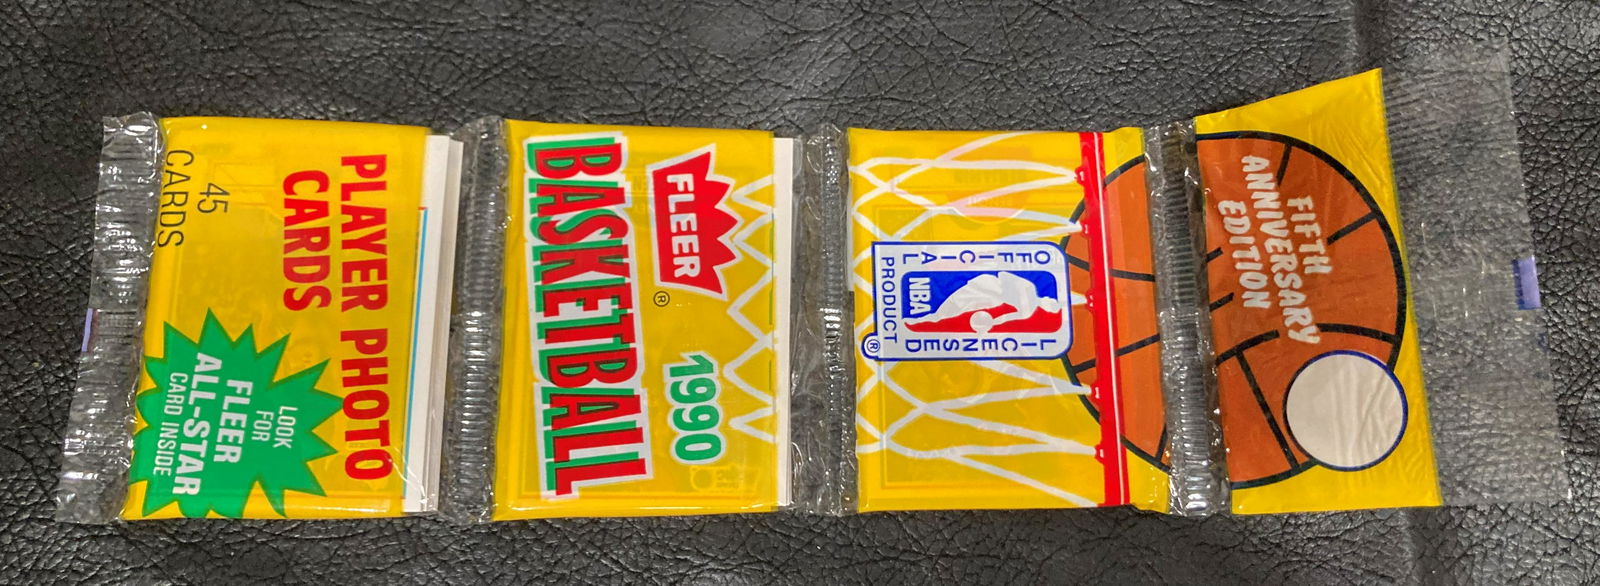 FIFTH
ANNIVERSARY
EDITION
OFFICIAL
NBA
LICENSED
PRODUCT
®
FLEER
®
1990
BASKETBALL
PLAYER PHOTO
CARDS
45
CARDS
LOOK
FOR
FLEER
ALL-STAR
CARD INSIDE